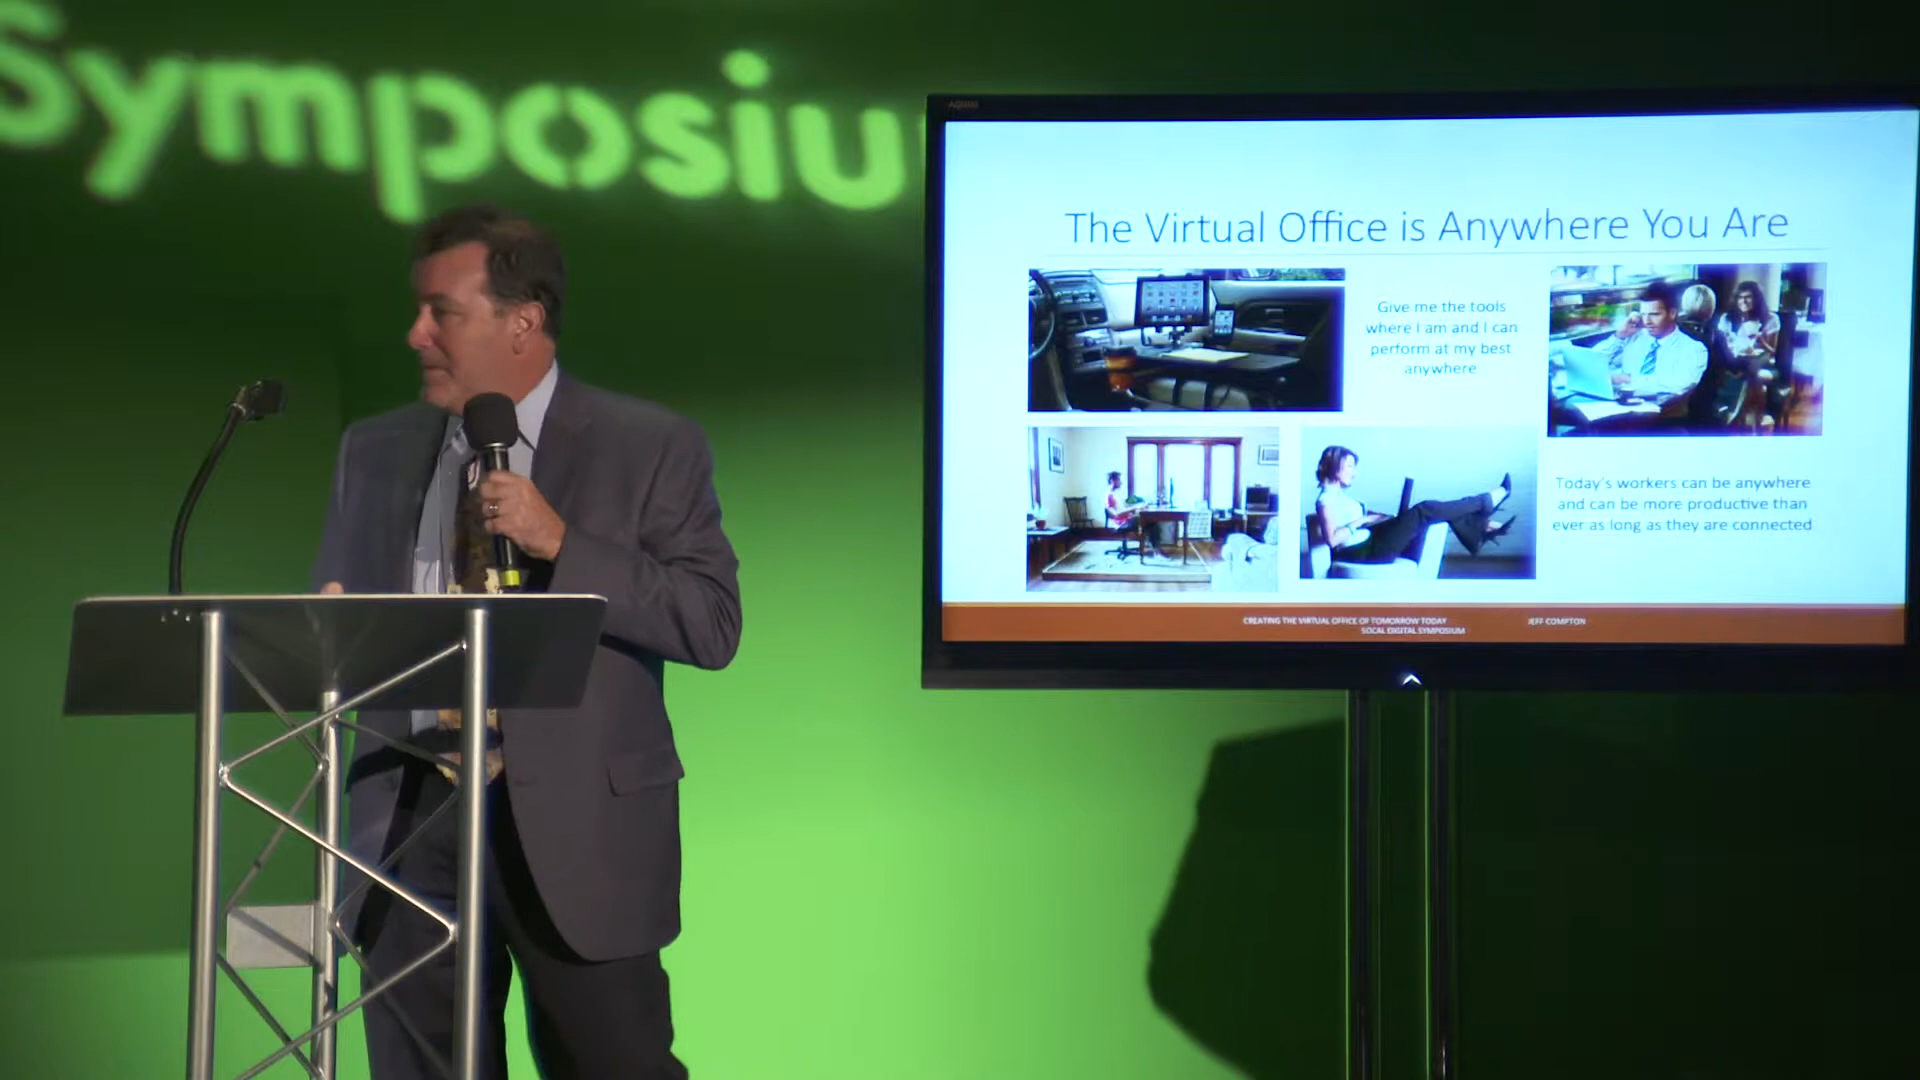 Symposiu
The Virtual Office is Anywhere You Are
Give me the tools
where I am and I can
perform at my best
anywhere
Today's workers can be anywhere
and can be more productive than
ever as long as they are connected
CREATING THE VIRTUAL OFFICE OF TOMORROW TODAY
SOCAL DIGITAL SYMPOSIUM
JEFF COMPTON